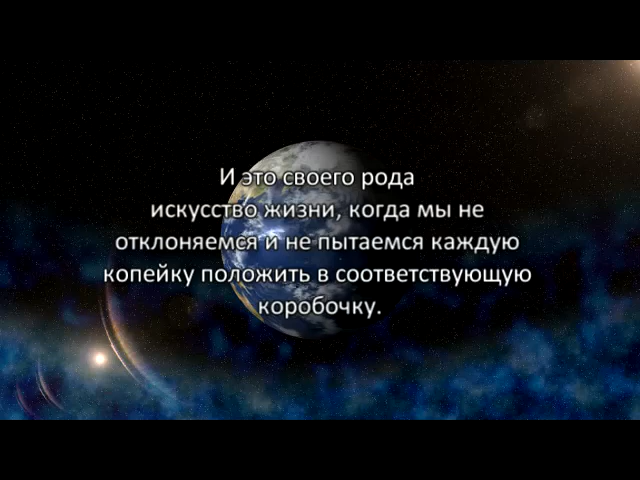 И это своего рода
искусство жизни, когда мы не
отклоняемся и не пытаемся каждую
копейку положить в соответствующую
коробочку.